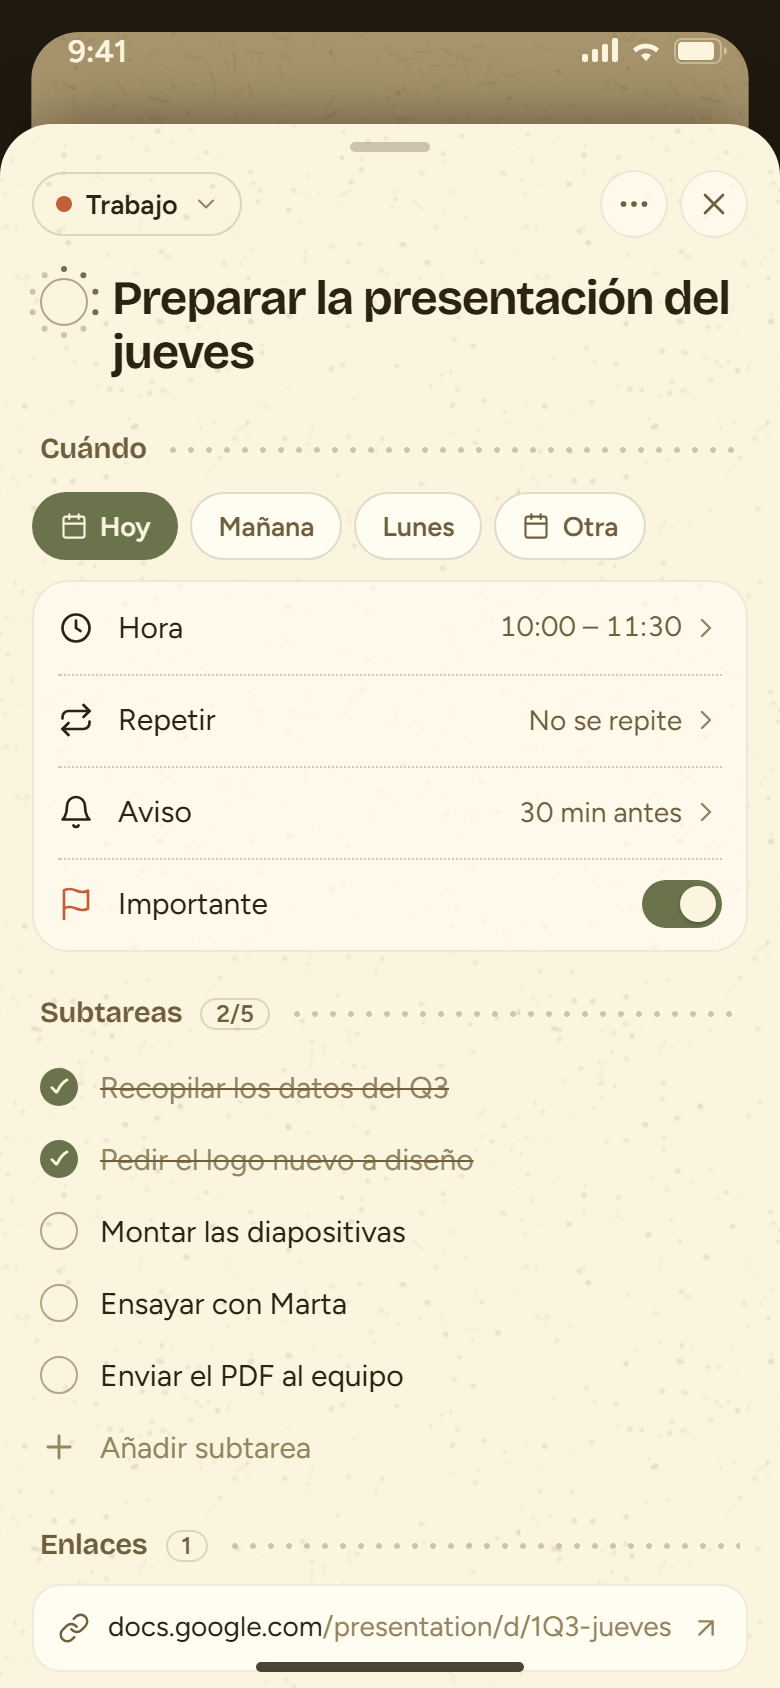 9:41
Trabajo
Preparar la presentación del
jueves
Cuándo
Hoy
Mañana
Lunes
Otra
Hora
10:00 – 11:30
Repetir
No se repite
Aviso
30 min antes
Importante
Subtareas
2/5
Recopilar los datos del Q3
Pedir el logo nuevo a diseño
Montar las diapositivas
Ensayar con Marta
Enviar el PDF al equipo
Añadir subtarea
Enlaces
1
docs.google.com/presentation/d/1Q3-jueves